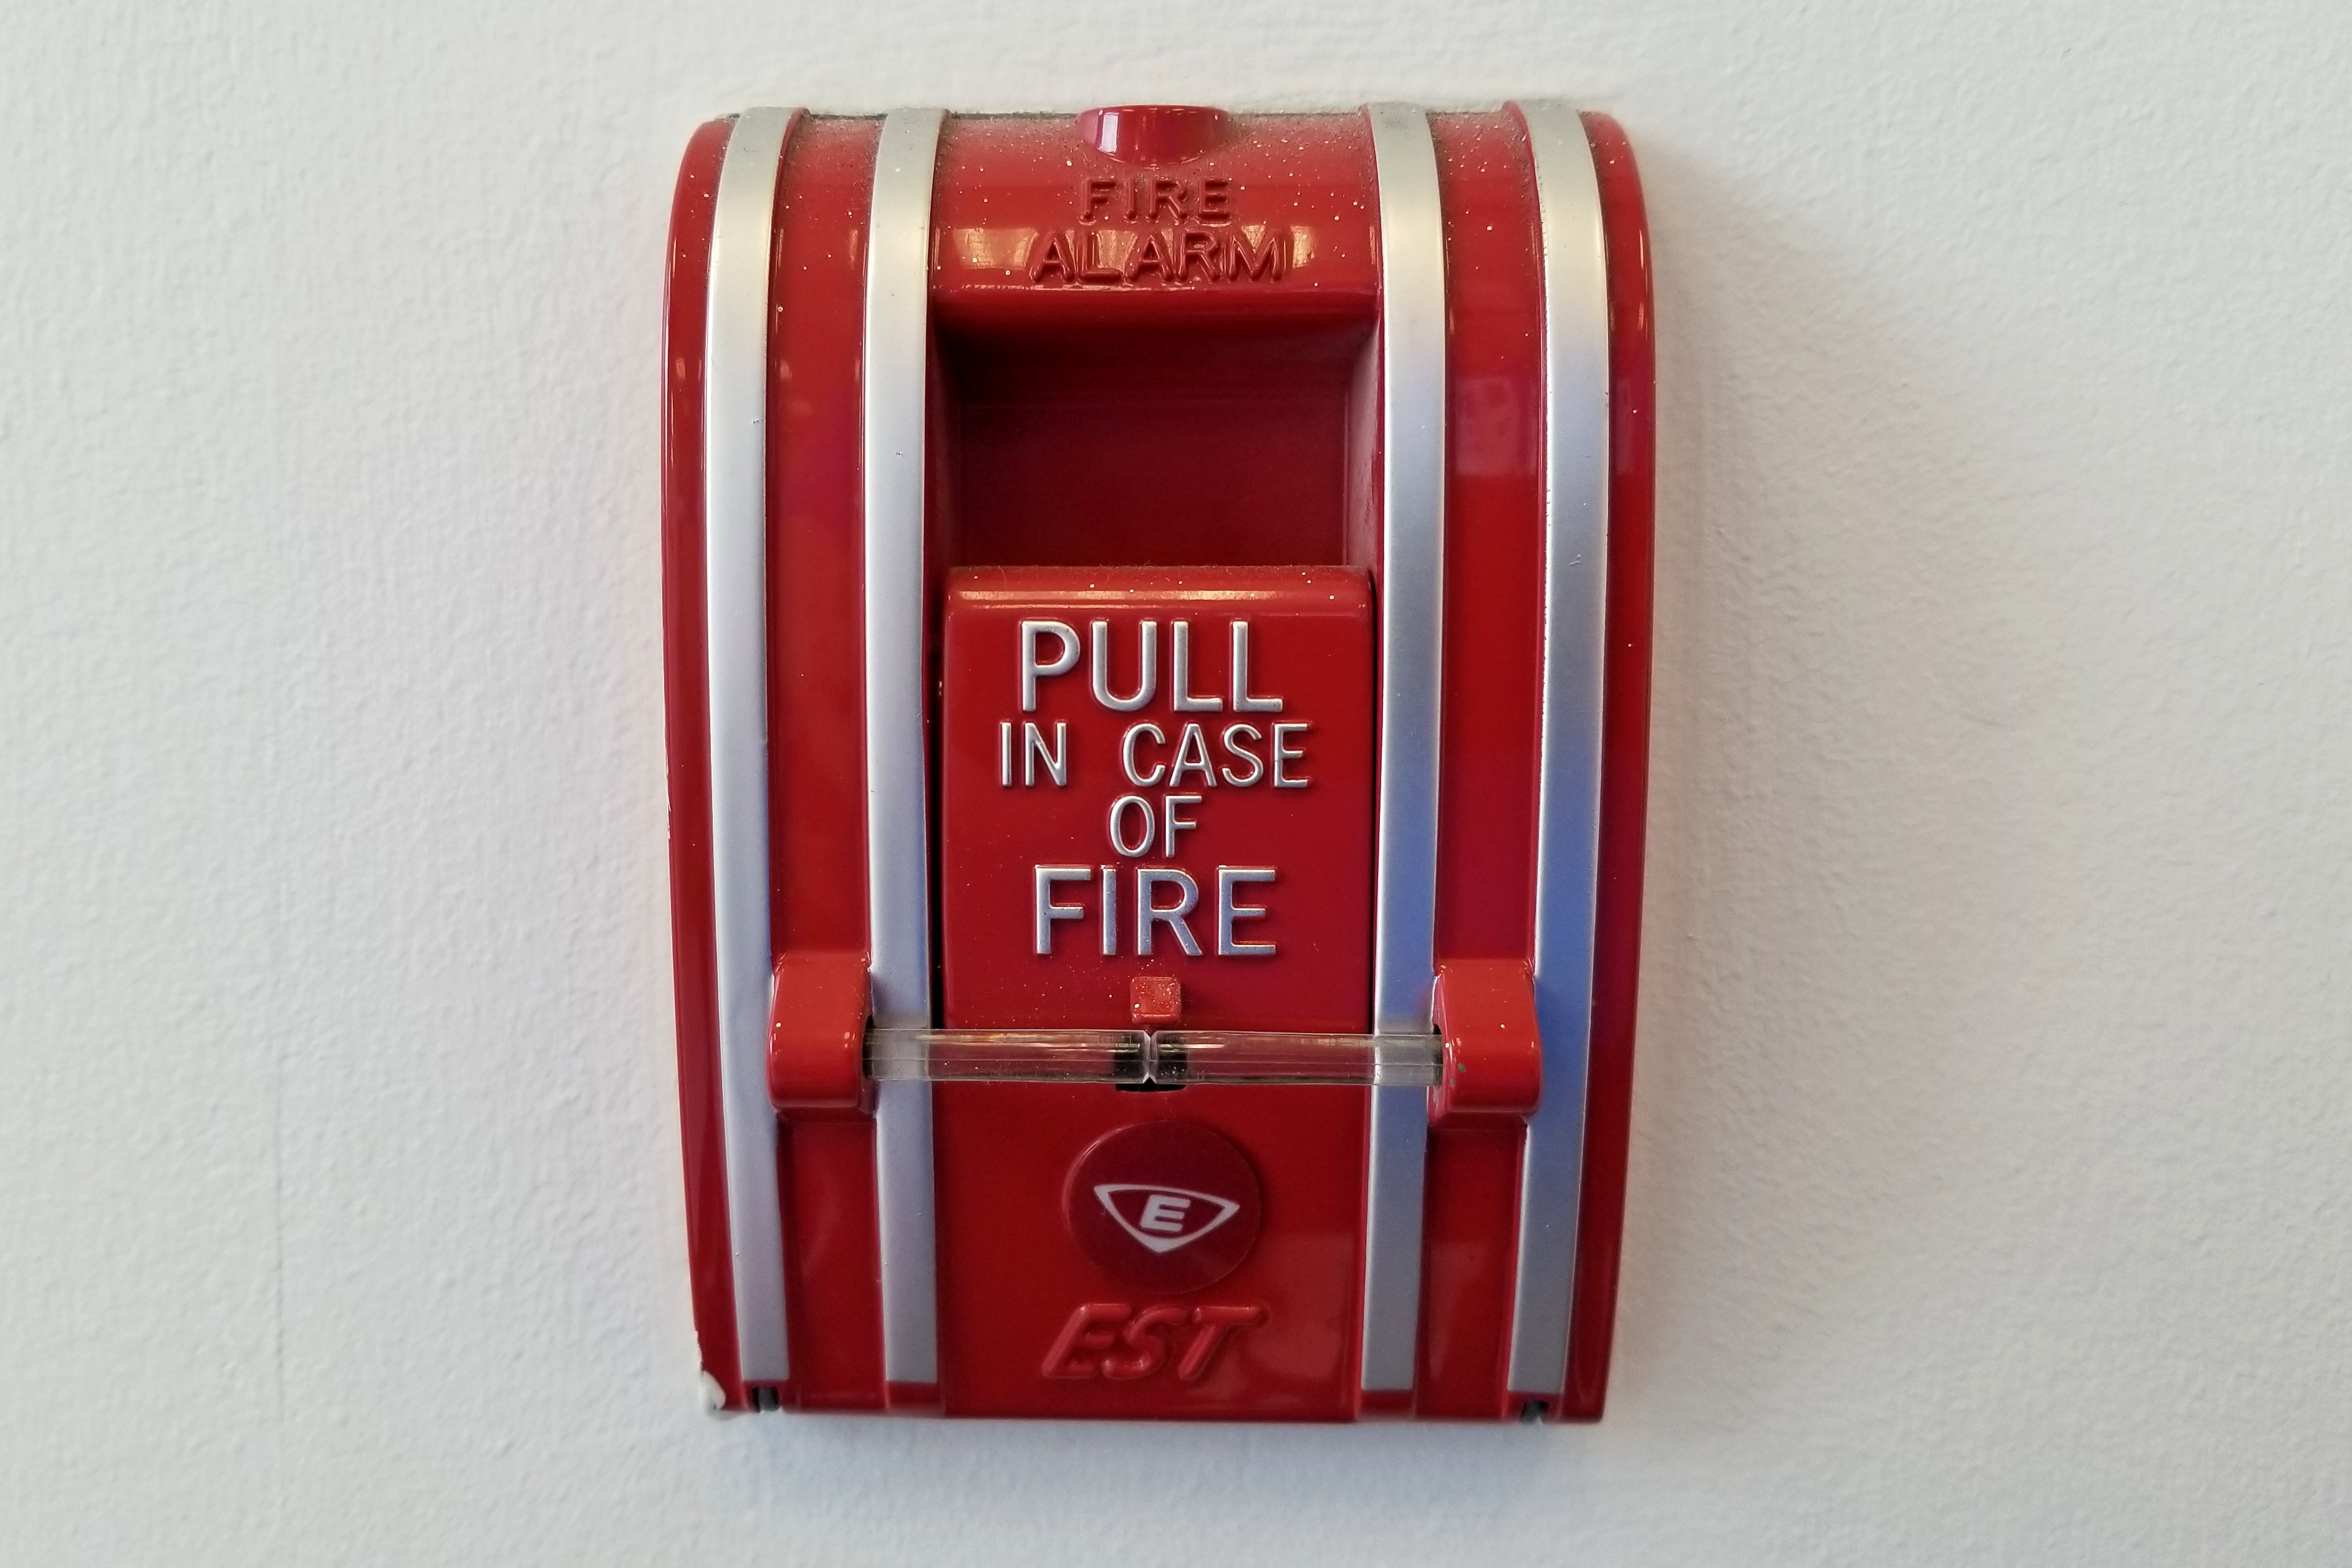 FIRE
ALARM
PULL
IN CASE
OF
FIRE
E
EST